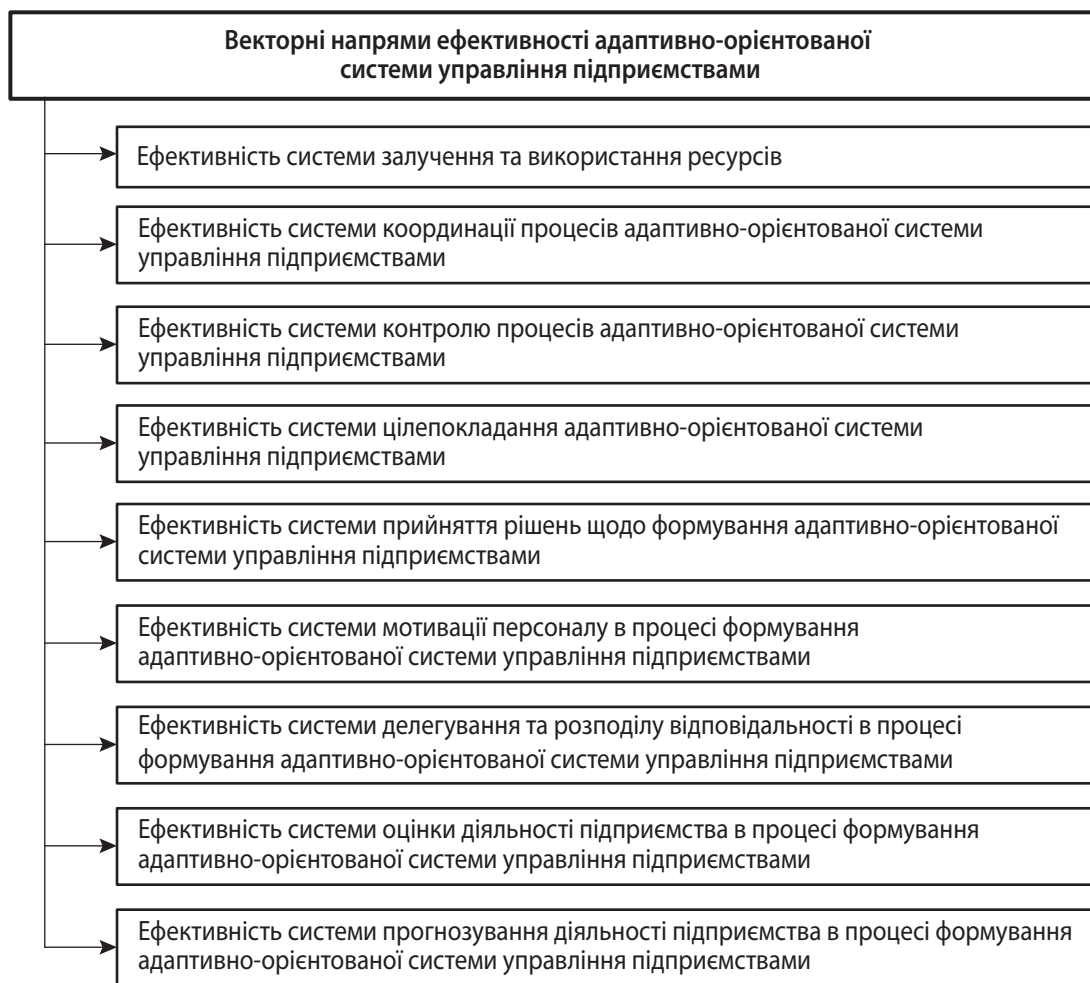 Векторні напрями ефективності адаптивно-орієнтованої
системи управління підприємствами
Ефективність системи залучення та використання ресурсів
Ефективність системи координації процесів адаптивно-орієнтованої системи
управління підприємствами
Ефективність системи контролю процесів адаптивно-орієнтованої системи
управління підприємствами
Ефективність системи цілепокладання адаптивно-орієнтованої системи
управління підприємствами
Ефективність системи прийняття рішень щодо формування адаптивно-орієнтованої
системи управління підприємствами
Ефективність системи мотивації персоналу в процесі формування
адаптивно-орієнтованої системи управління підприємствами
Ефективність системи делегування та розподілу відповідальності в процесі
формування адаптивно-орієнтованої системи управління підприємствами
Ефективність системи оцінки діяльності підприємства в процесі формування
адаптивно-орієнтованої системи управління підприємствами
Ефективність системи прогнозування діяльності підприємства в процесі формування
адаптивно-орієнтованої системи управління підприємствами